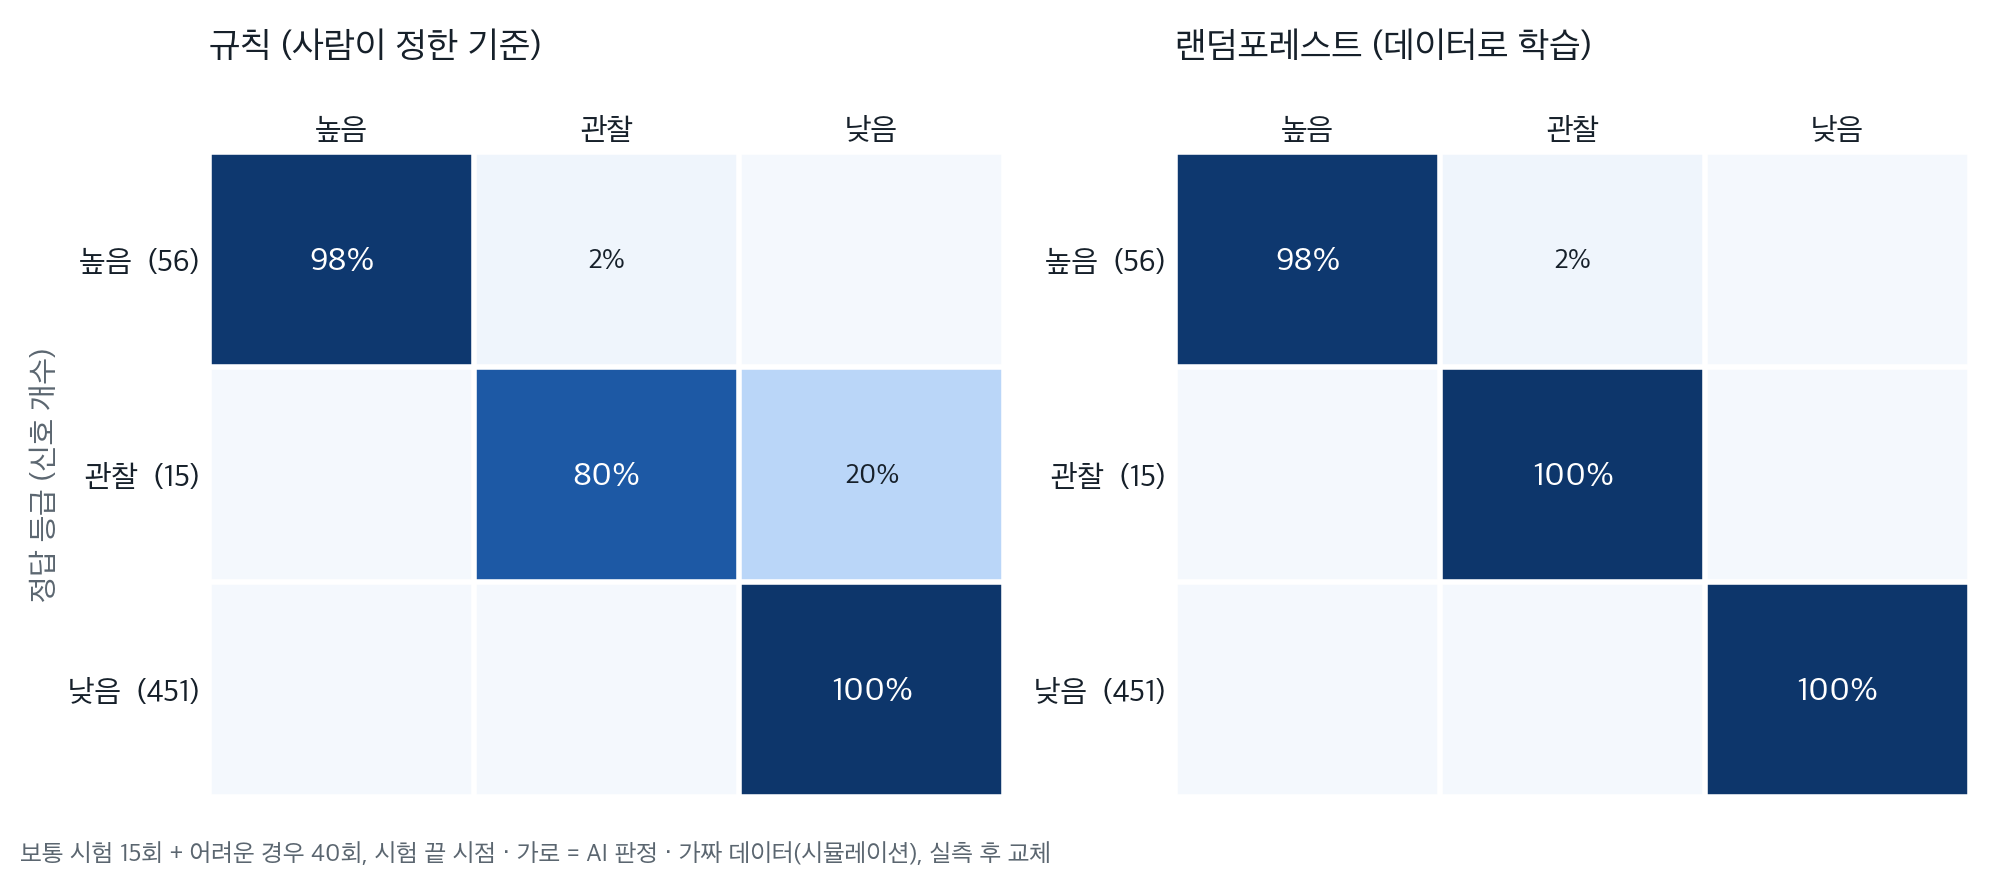 규칙 (사람이 정한 기준)
높음 관찰 낮음
정답 등급 (신호 개수)
높음 (56) 98% 2%
관찰 (15) 80% 20%
낮음 (451) 100%
랜덤포레스트 (데이터로 학습)
높음 관찰 낮음
높음 (56) 98% 2%
관찰 (15) 100%
낮음 (451) 100%
보통 시험 15회 + 어려운 경우 40회, 시험 끝 시점 · 가로 = AI 판정 · 가짜 데이터(시뮬레이션), 실측 후 교체